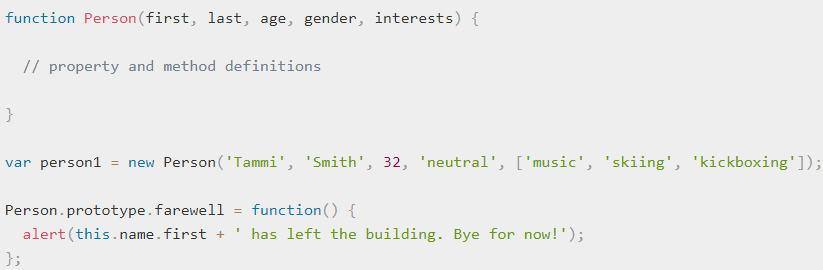 function Person(first, last, age, gender, interests) {
// property and method definitions
}
var person1 = new Person('Tammi', 'Smith', 32, 'neutral', ['music', 'skiing', 'kickboxing']);
Person.prototype.farewell = function() {
alert(this.name.first + ' has left the building. Bye for now!');
};